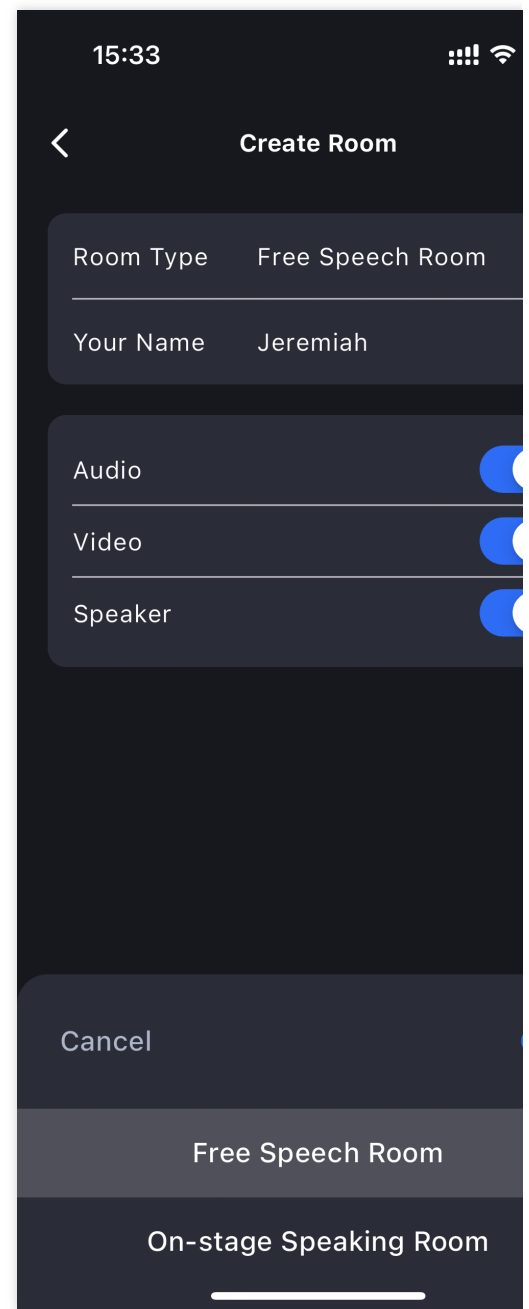 15:33
Create Room
Room Type Free Speech Room
Your Name Jeremiah
Audio
Video
Speaker
Cancel
Free Speech Room
On-stage Speaking Room